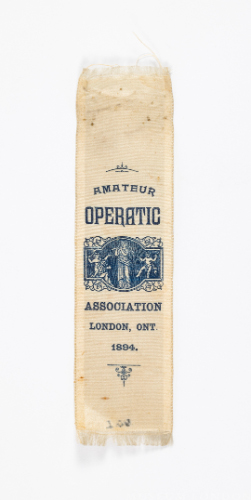 AMATEUR
OPERATIC
ASSOCIATION
LONDON, ONT.
1894.